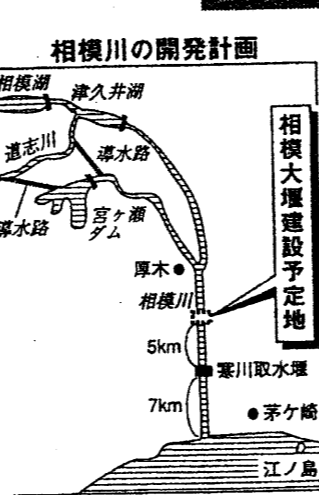 相模川の開発計画
相模湖
津久井湖
道志川
導水路
導水路
宮ヶ瀬
ダム
相模大堰建設予定地
厚木
相模川
5km
寒川取水堰
7km
茅ケ崎
江ノ島